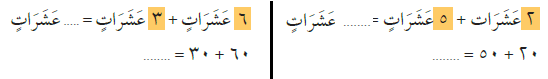 ٢ عَشَرَات + ٥ عَشَرَاتٍ = ........ عَشَرَاتٍ
٢٠ + ٥٠ = ........
٦ عَشَرَاتٍ + ٣ عَشَرَاتٍ = ..... عَشَرَاتٍ
٦٠ + ٣٠ = ........